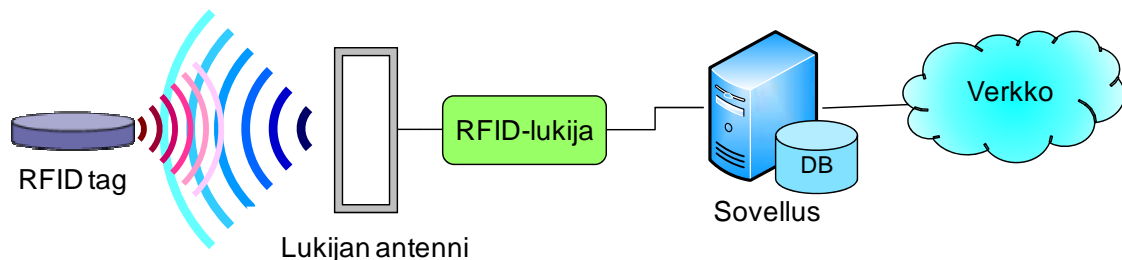 RFID tag
Lukijan antenni
RFID-lukija
DB
Sovellus
Verkko